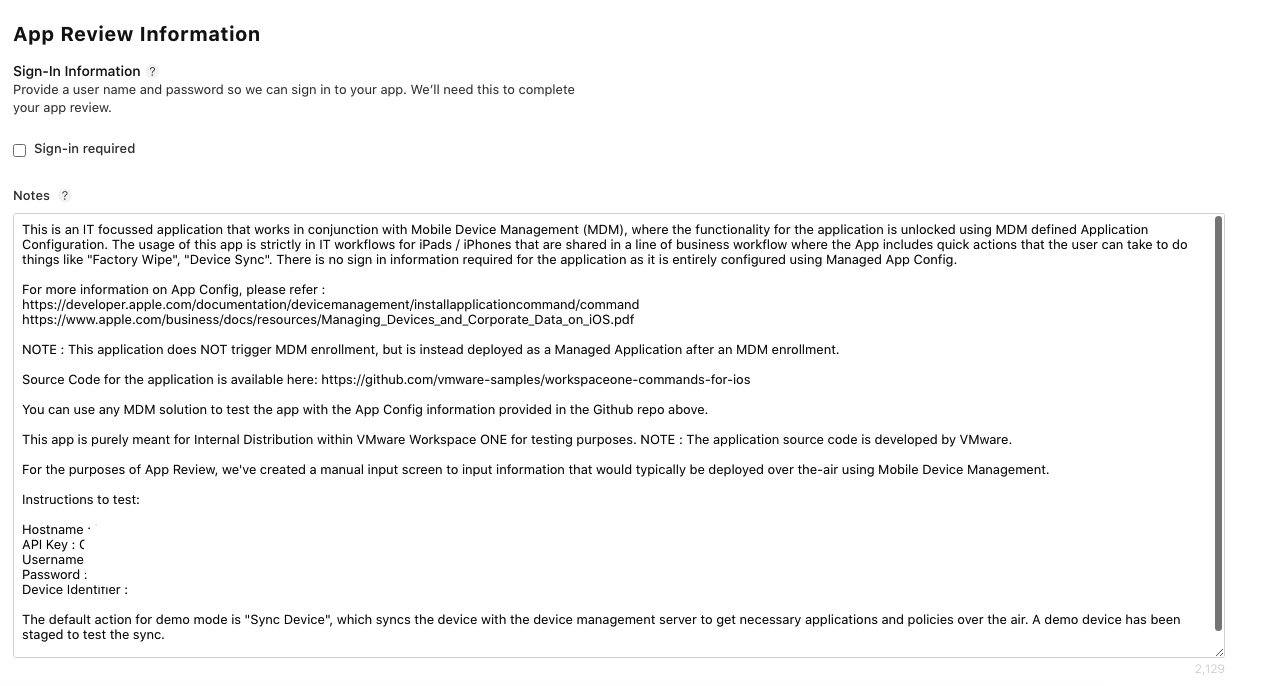 App Review Information
Sign-In Information ?
Provide a user name and password so we can sign in to your app. We'll need this to complete
your app review.
Sign-in required
Notes ?
This is an IT focussed application that works in conjunction with Mobile Device Management (MDM), where the functionality for the application is unlocked using MDM defined Application
Configuration. The usage of this app is strictly in IT workflows for iPads / iPhones that are shared in a line of business workflow where the App includes quick actions that the user can take to do
things like "Factory Wipe", "Device Sync". There is no sign in information required for the application as it is entirely configured using Managed App Config.
For more information on App Config, please refer :
https://developer.apple.com/documentation/devicemanagement/installapplicationcommand/command
https://www.apple.com/business/docs/resources/Managing_Devices_and_Corporate_Data_on_iOS.pdf
NOTE : This application does NOT trigger MDM enrollment, but is instead deployed as a Managed Application after an MDM enrollment.
Source Code for the application is available here: https://github.com/vmware-samples/workspaceone-commands-for-ios
You can use any MDM solution to test the app with the App Config information provided in the Github repo above.
This app is purely meant for Internal Distribution within VMware Workspace ONE for testing purposes. NOTE : The application source code is developed by VMware.
For the purposes of App Review, we've created a manual input screen to input information that would typically be deployed over the-air using Mobile Device Management.
Instructions to test:
Hostname :
API Key :
Username
Password :
Device Identifier :
The default action for demo mode is "Sync Device", which syncs the device with the device management server to get necessary applications and policies over the air. A demo device has been
staged to test the sync.
2,129